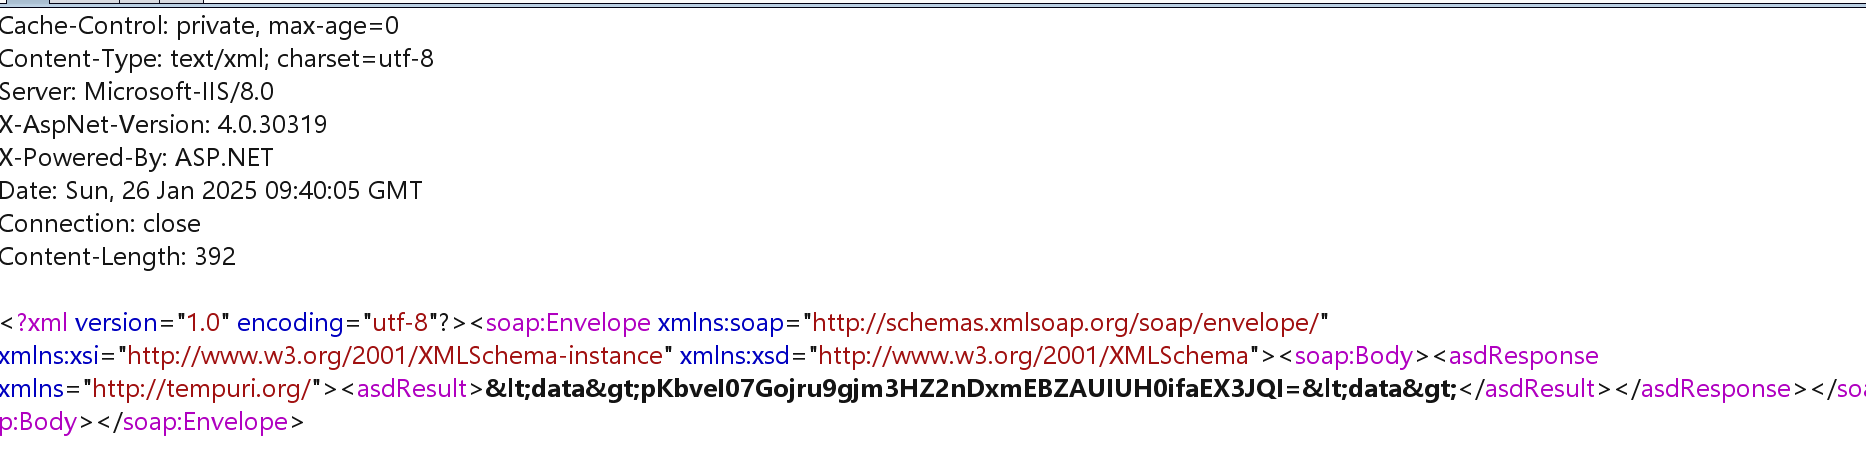 Cache-Control: private, max-age=0
Content-Type: text/xml; charset=utf-8
Server: Microsoft-IIS/8.0
X-AspNet-Version: 4.0.30319
X-Powered-By: ASP.NET
Date: Sun, 26 Jan 2025 09:40:05 GMT
Connection: close
Content-Length: 392
<?xml version="1.0" encoding="utf-8"?><soap:Envelope xmlns:soap="http://schemas.xmlsoap.org/soap/envelope/"
xmlns:xsi="http://www.w3.org/2001/XMLSchema-instance" xmlns:xsd="http://www.w3.org/2001/XMLSchema"><soap:Body><asdResponse
xmlns="http://tempuri.org/"><asdResult>&lt;data&gt;pKbveI07Gojru9gjm3HZ2nDxmEBZAUIUH0ifaEX3JQI=&lt;data&gt;</asdResult></asdResponse></soa
p:Body></soap:Envelope>